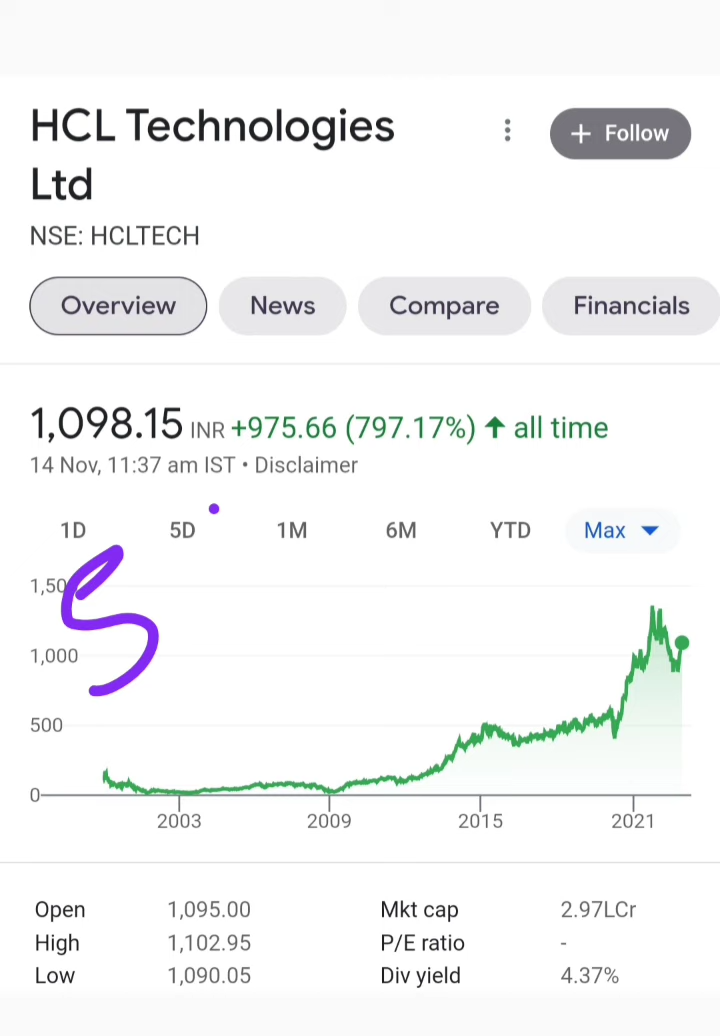 HCL Technologies
Ltd
+ Follow
NSE: HCLTECH
Overview News Compare Financials
1,098.15 INR +975.66 (797.17%) ↑ all time
14 Nov, 11:37 am IST • Disclaimer
1D 5D 1M 6M YTD Max
5
1,000
500
0
2003 2009 2015 2021
Open 1,095.00 Mkt cap 2.97LCr
High 1,102.95 P/E ratio -
Low 1,090.05 Div yield 4.37%